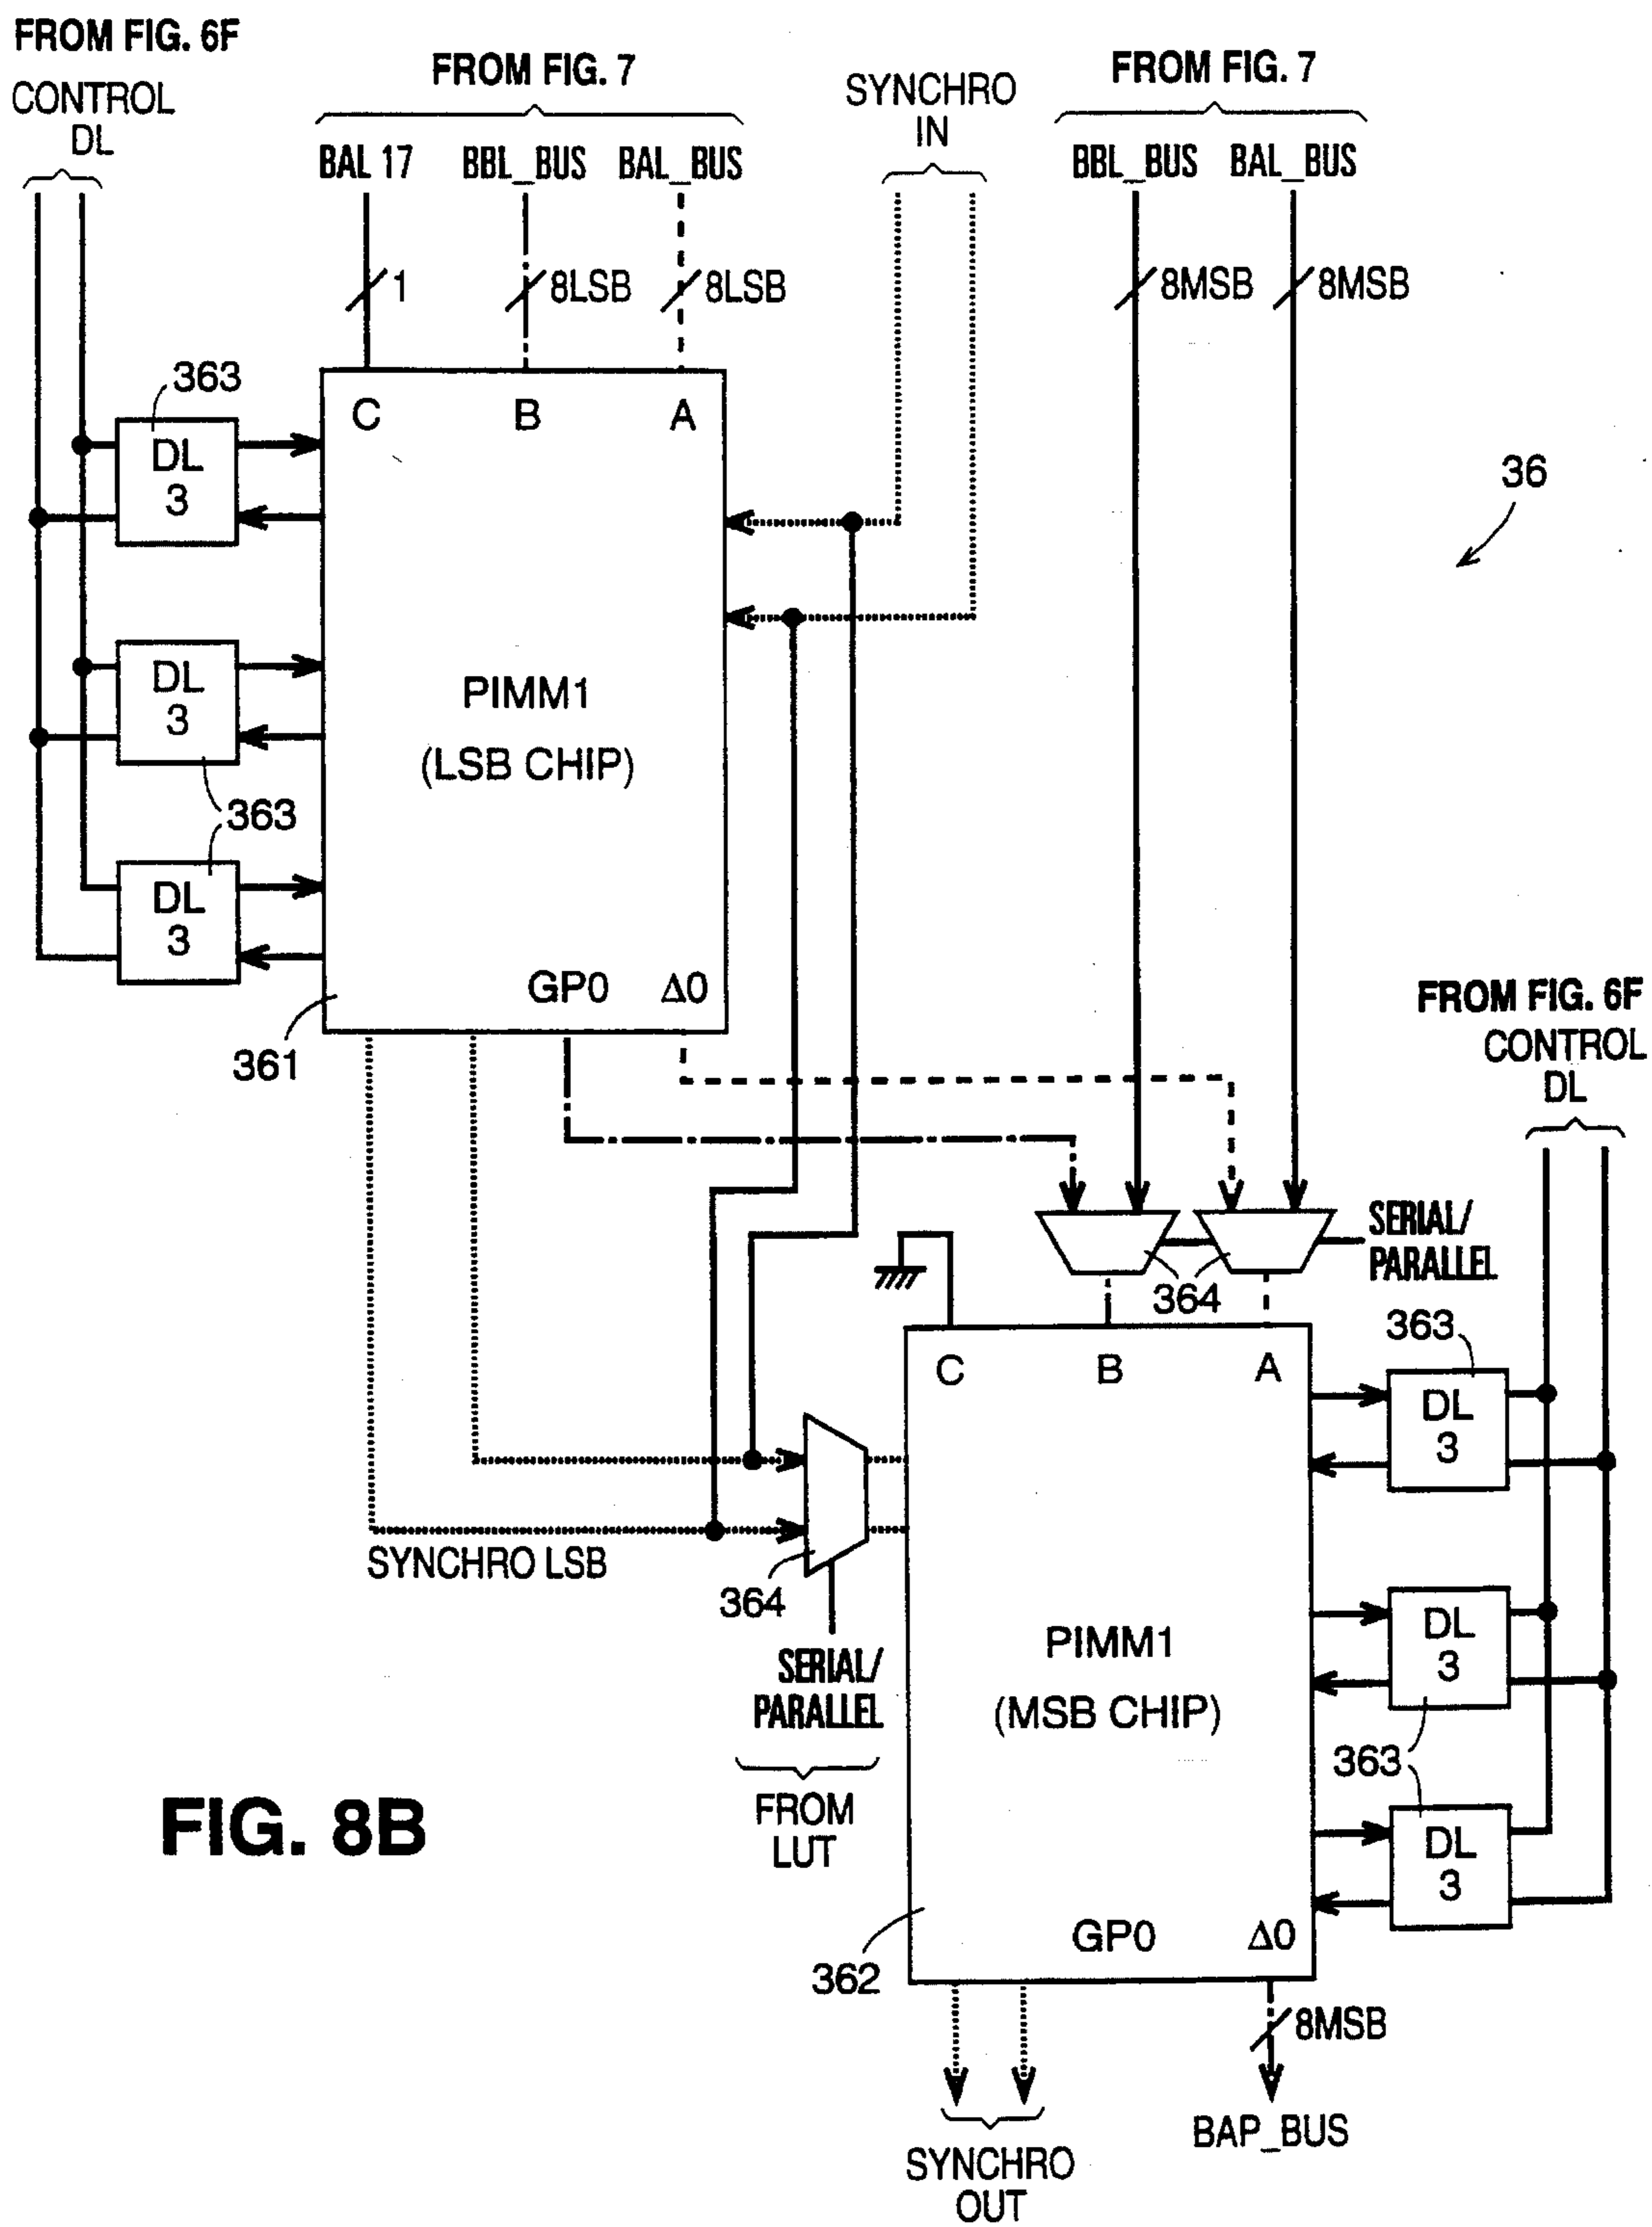 FROM FIG. 6F
CONTROL
DL
FROM FIG. 7
BAL 17
BBL_BUS
BAL_BUS
SYNCHRO
IN
FROM FIG. 7
BBL_BUS
BAL_BUS
1
8LSB
8LSB
8MSB
8MSB
363
DL
3
C
B
A
36
DL
3
PIMM1
(LSB CHIP)
363
DL
3
GP0
Δ0
361
FROM FIG. 6F
CONTROL
DL
SERIAL/
PARALLEL
364
363
C
B
A
DL
3
SYNCHRO LSB
364
SERIAL/
PARALLEL
FROM
LUT
PIMM1
(MSB CHIP)
DL
3
363
DL
3
GP0
Δ0
362
8MSB
BAP_BUS
SYNCHRO
OUT
FIG. 8B